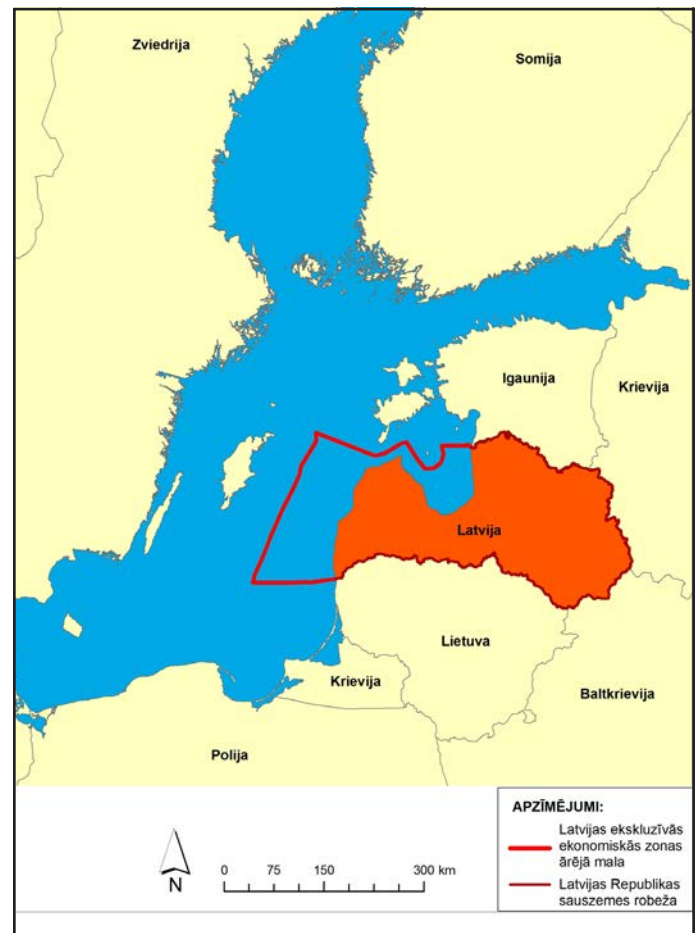 Zviedrija
Somija
Igaunija
Krievija
Latvija
Lietuva
Krievija
Baltkrievija
Polija
APZĪMĒJUMI:
Latvijas ekskluzīvās
ekonomiskās zonas
ārējā mala
Latvijas Republikas
sauszemes robeža
N
0 75 150 300 km